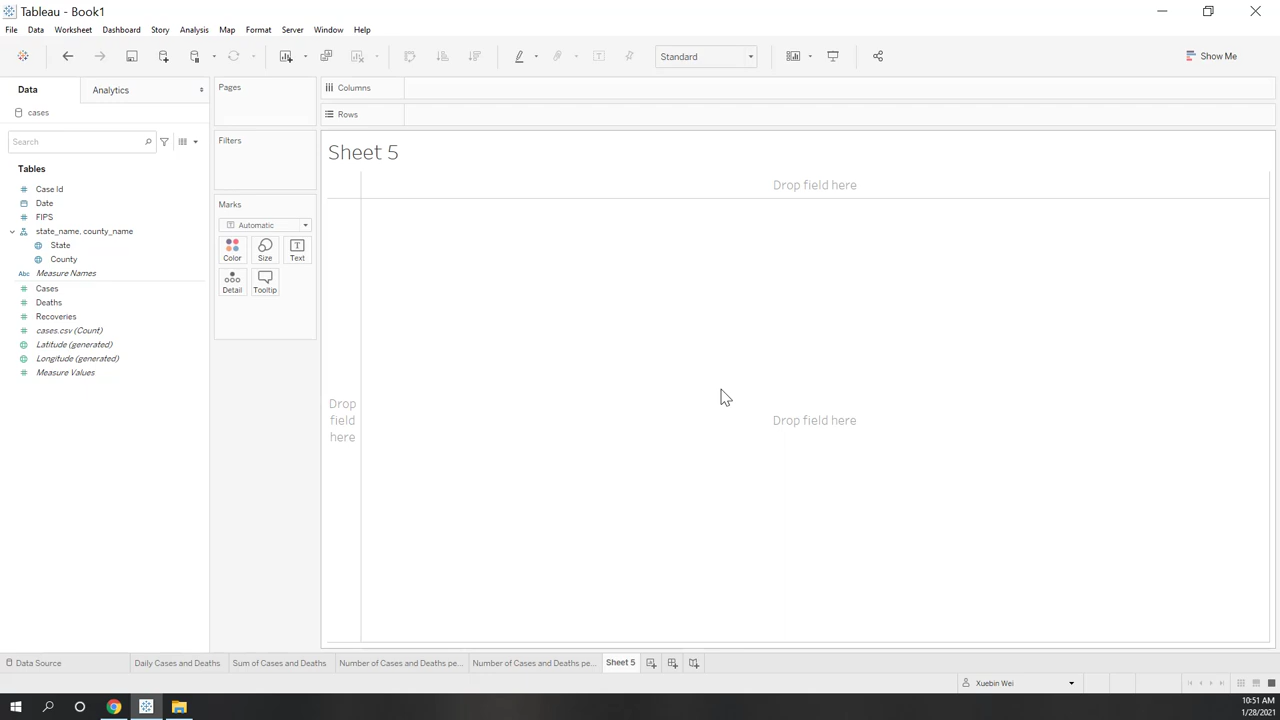 Tableau - Book1
File Data Worksheet Dashboard Story Analysis Map Format Server Window Help
Standard
Show Me
Data
Analytics
cases
Search
Tables
Case Id
Date
FIPS
state_name, county_name
State
County
Abc Measure Names
Cases
Deaths
Recoveries
cases.csv (Count)
Latitude (generated)
Longitude (generated)
Measure Values
Pages
Filters
Marks
Automatic
Color Size Text
Detail Tooltip
Columns
Rows
Sheet 5
Drop field here
Drop
field
here
Drop field here
Data Source
Daily Cases and Deaths
Sum of Cases and Deaths
Number of Cases and Deaths pe...
Number of Cases and Deaths pe...
Sheet 5
Xuebin Wei
10:51 AM
1/28/2021